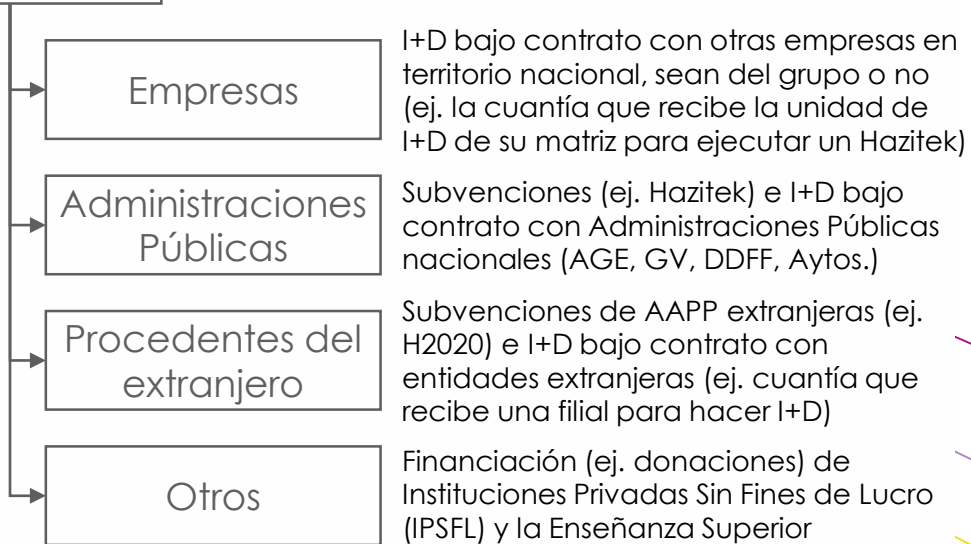 Empresas
I+D bajo contrato con otras empresas en
territorio nacional, sean del grupo o no
(ej. la cuantía que recibe la unidad de
I+D de su matriz para ejecutar un Hazitek)
Administraciones
Públicas
Subvenciones (ej. Hazitek) e I+D bajo
contrato con Administraciones Públicas
nacionales (AGE, GV, DDFF, Aytos.)
Procedentes del
extranjero
Subvenciones de AAPP extranjeras (ej.
H2020) e I+D bajo contrato con
entidades extranjeras (ej. cuantía que
recibe una filial para hacer I+D)
Otros
Financiación (ej. donaciones) de
Instituciones Privadas Sin Fines de Lucro
(IPSFL) y la Enseñanza Superior